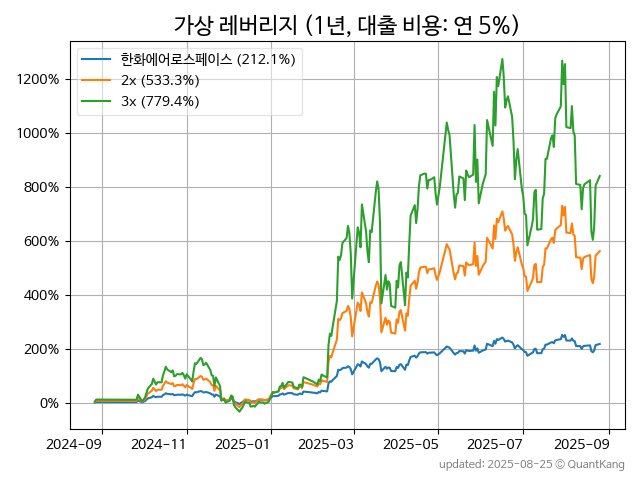 가상 레버리지 (1년, 대출 비용: 연 5%)
한화에어로스페이스 (212.1%)
2x (533.3%)
3x (779.4%)
1200%
1000%
800%
600%
400%
200%
0%
2024-09 2024-11 2025-01 2025-03 2025-05 2025-07 2025-09
updated: 2025-08-25 © QuantKang